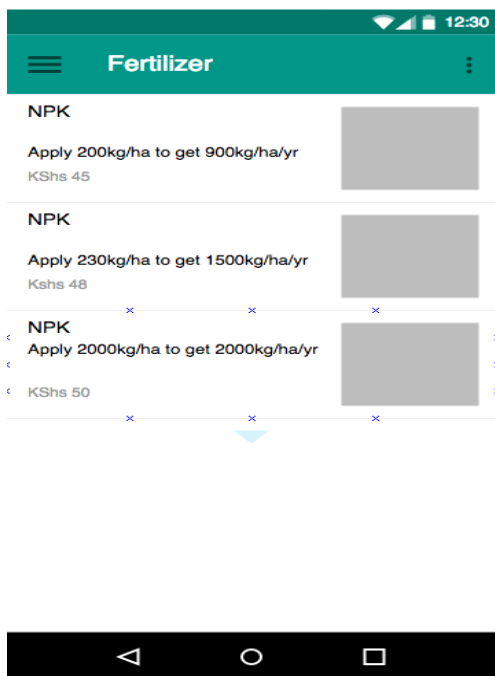 12:30
Fertilizer
NPK
Apply 200kg/ha to get 900kg/ha/yr
KShs 45
NPK
Apply 230kg/ha to get 1500kg/ha/yr
Kshs 48
NPK
Apply 2000kg/ha to get 2000kg/ha/yr
KShs 50